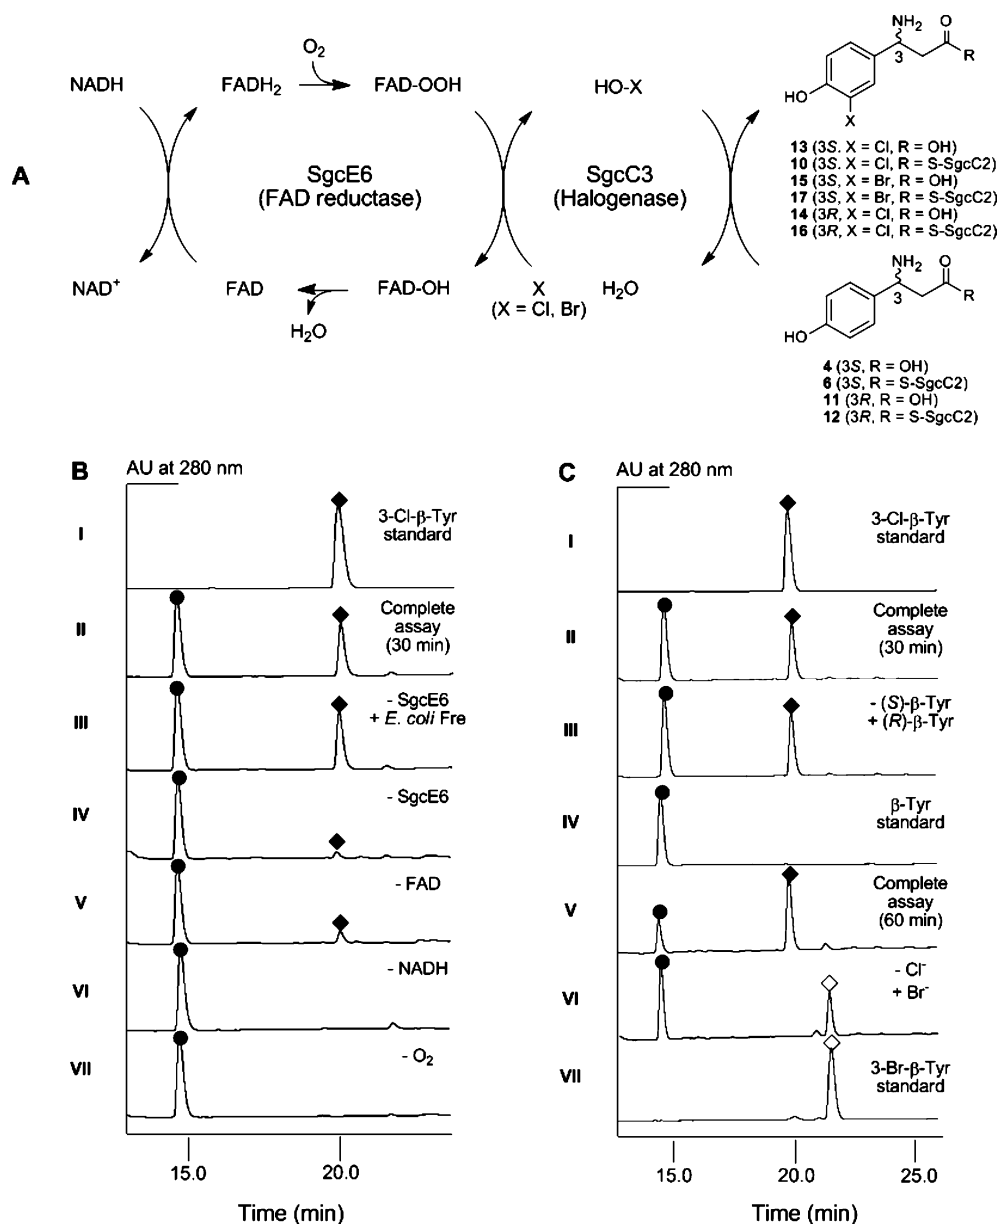 A
NADH
FADH2
O2
FAD-OOH
HO-X
SgcE6
(FAD reductase)
SgcC3
(Halogenase)
NAD+
FAD
H2O
FAD-OH
X
(X = Cl, Br)
H2O
NH2
O
3
R
HO
X
13 (3S. X = Cl, R = OH)
10 (3S. X = Cl, R = S-SgcC2)
15 (3S, X = Br, R = OH)
17 (3S, X = Br, R = S-SgcC2)
14 (3R, X = Cl, R = OH)
16 (3R, X = Cl, R = S-SgcC2)
NH2
O
3
R
HO
4 (3S, R = OH)
6 (3S, R = S-SgcC2)
11 (3R, R = OH)
12 (3R, R = S-SgcC2)
B
AU at 280 nm
I
3-Cl-β-Tyr
standard
II
Complete
assay
(30 min)
III
- SgcE6
+ E. coli Fre
IV
- SgcE6
V
- FAD
VI
- NADH
VII
- O2
15.0
20.0
Time (min)
C
AU at 280 nm
I
3-Cl-β-Tyr
standard
II
Complete
assay
(30 min)
III
- (S)-β-Tyr
+ (R)-β-Tyr
IV
β-Tyr
standard
V
Complete
assay
(60 min)
VI
- Cl-
+ Br-
VII
3-Br-β-Tyr
standard
15.0
20.0
25.0
Time (min)